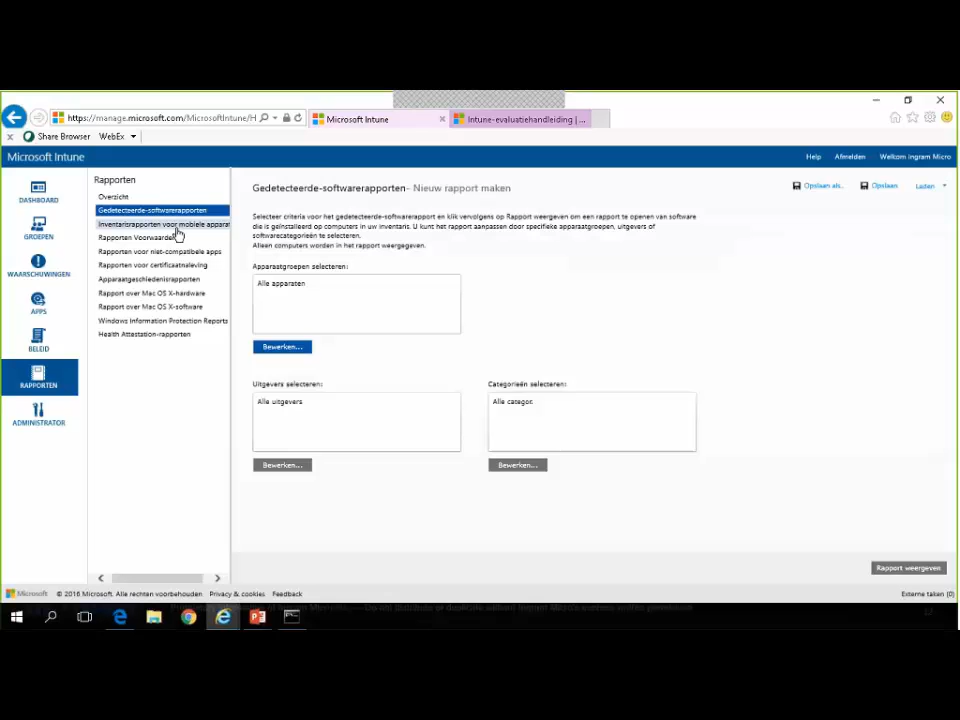 https://manage.microsoft.com/MicrosoftIntune/H
Microsoft Intune
Intune-evaluatiehandleiding | ...
Share Browser WebEx
Microsoft Intune
Help Afmelden Welkom Ingram Micro
DASHBOARD
GROEPEN
WAARSCHUWINGEN
APPS
BELEID
RAPPORTEN
ADMINISTRATOR
Rapporten
Overzicht
Gedetecteerde-softwarerapporten
Inventarisrapporten voor mobiele apparat
Rapporten Voorwaarden
Rapporten voor niet-compatibele apps
Rapporten voor certificaatnaleving
Apparaatgeschiedenisrapporten
Rapport over Mac OS X-hardware
Rapport over Mac OS X-software
Windows Information Protection Reports
Health Attestation-rapporten
Gedetecteerde-softwarerapporten- Nieuw rapport maken
Opslaan als.. Opslaan Laden
Selecteer criteria voor het gedetecteerde-softwarerapport en klik vervolgens op Rapport weergeven om een rapport te openen van software
die is geïnstalleerd op computers in uw inventaris. U kunt het rapport aanpassen door specifieke apparaatgroepen, uitgevers of
softwarecategorieën te selecteren.
Alleen computers worden in het rapport weergegeven.
Apparaatgroepen selecteren:
Alle apparaten
Bewerken...
Uitgevers selecteren:
Alle uitgevers
Bewerken...
Categorieën selecteren:
Alle categor.
Bewerken...
Rapport weergeven
Microsoft © 2016 Microsoft. Alle rechten voorbehouden Privacy & cookies Feedback
Externe taken (0)